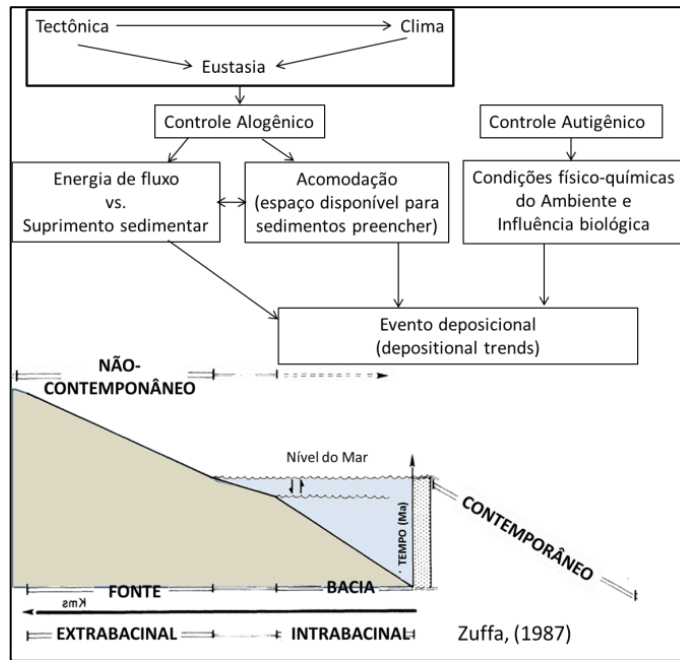 Tectônica
Clima
Eustasia
Controle Alogênico
Controle Autigênico
Energia de fluxo
vs.
Suprimento sedimentar
Acomodação
(espaço disponível para
sedimentos preencher)
Condições físico-químicas
do Ambiente e
Influência biológica
Evento deposicional
(depositional trends)
NÃO-
CONTEMPONÂNEO
Nível do Mar
TEMPO (Ma)
CONTEMPORÂNEO
FONTE
BACIA
Kms
EXTRABACINAL
INTRABACINAL
Zuffa, (1987)